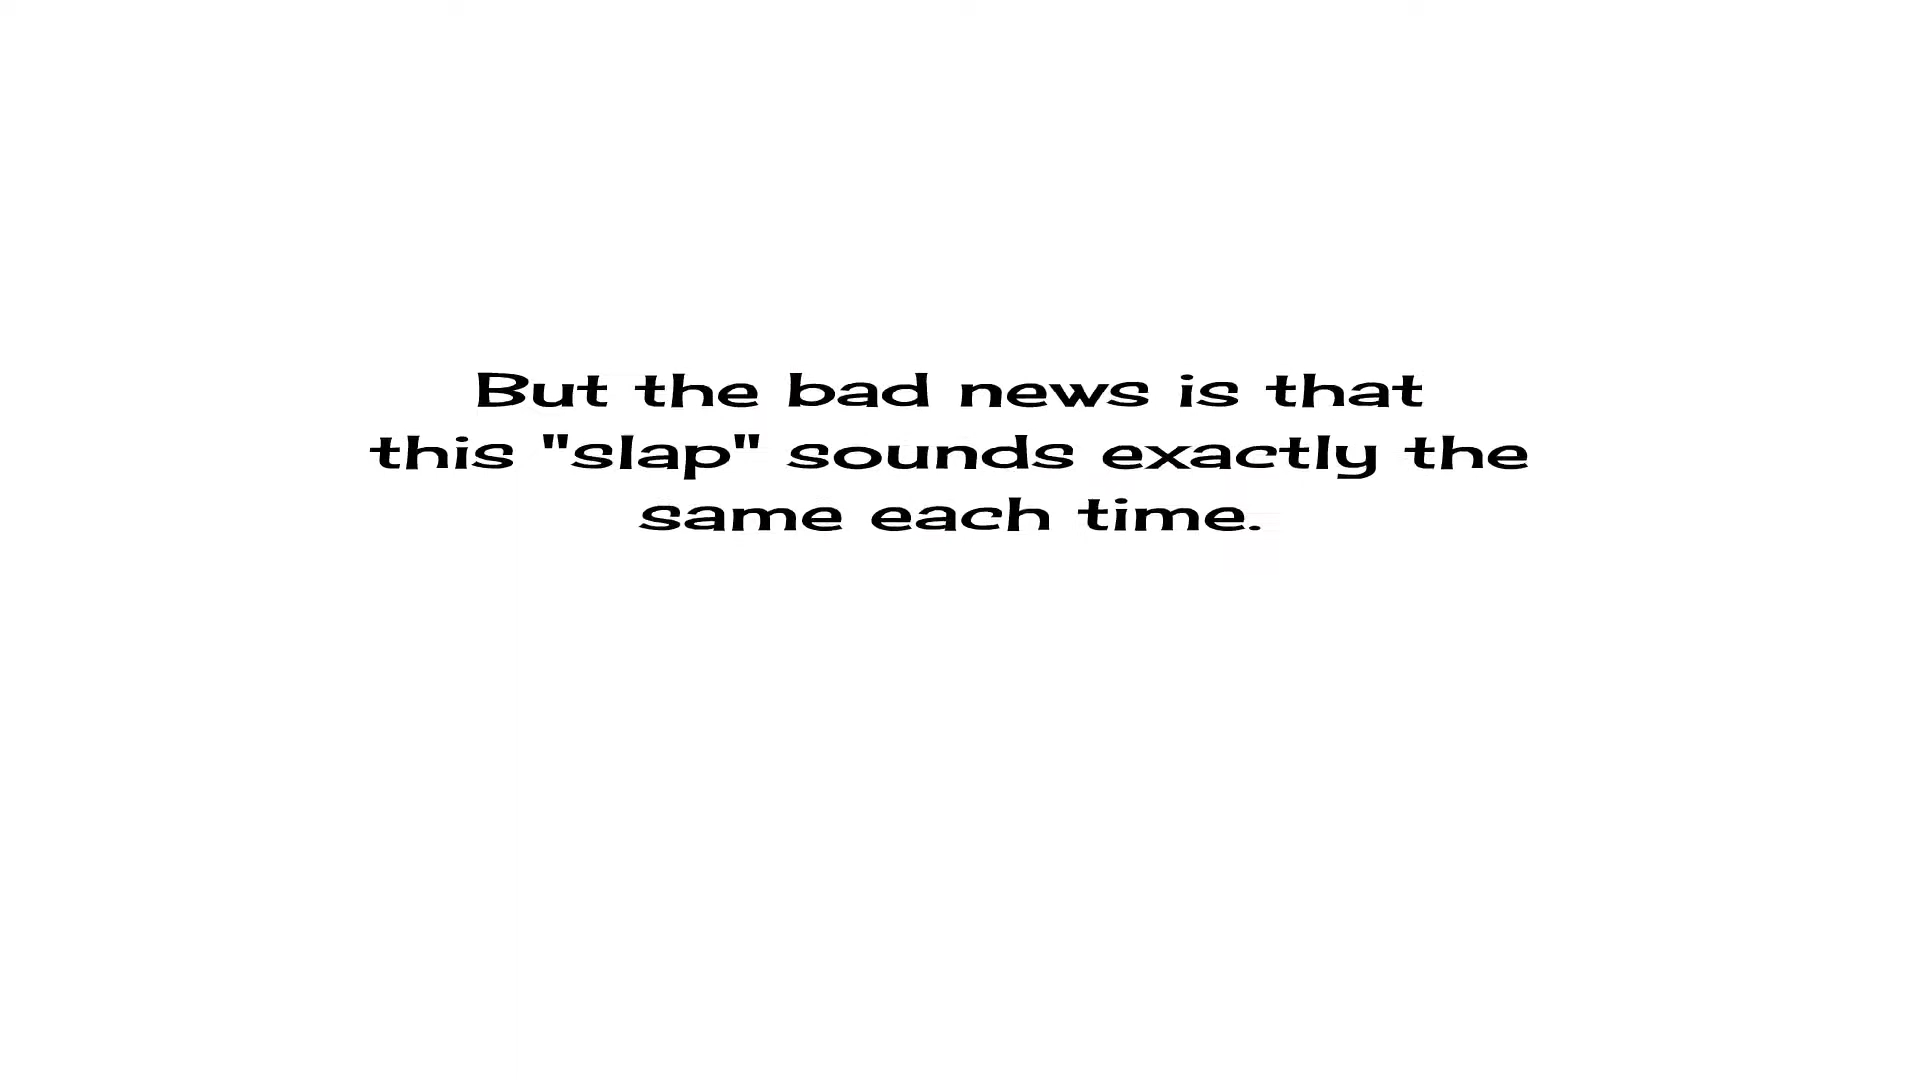 But the bad news is that
this "slap" sounds exactly the
same each time.